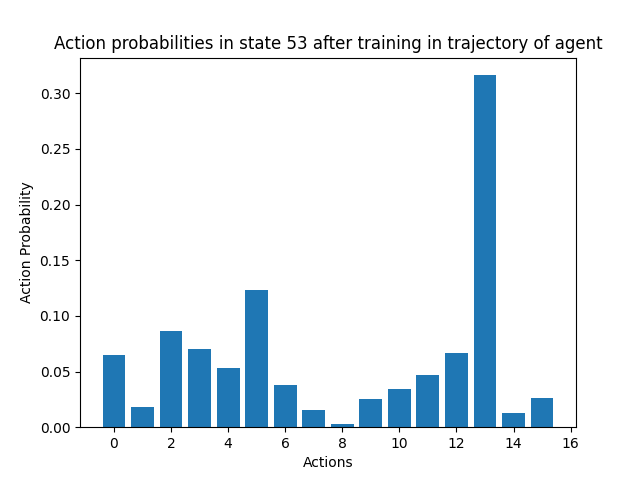 Action probabilities in state 53 after training in trajectory of agent
0.30
0.25
0.20
0.15
0.10
0.05
0.00
Action Probability
0 2 4 6 8 10 12 14 16
Actions